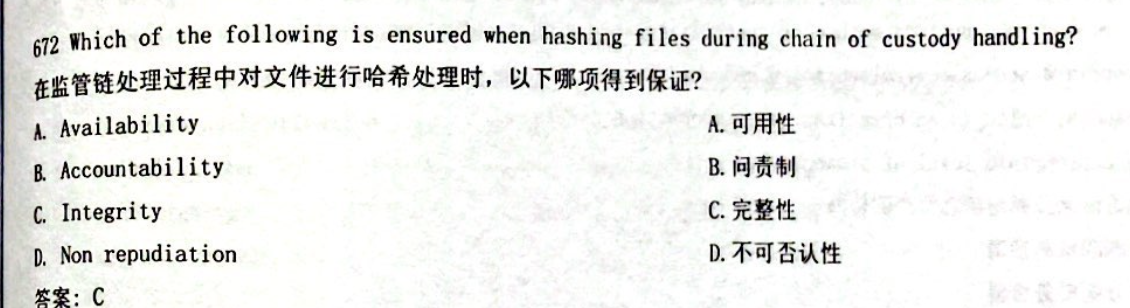 672 Which of the following is ensured when hashing files during chain of custody handling?
在监管链处理过程中对文件进行哈希处理时，以下哪项得到保证？
A. Availability A. 可用性
B. Accountability B. 问责制
C. Integrity C. 完整性
D. Non repudiation D. 不可否认性
答案: C